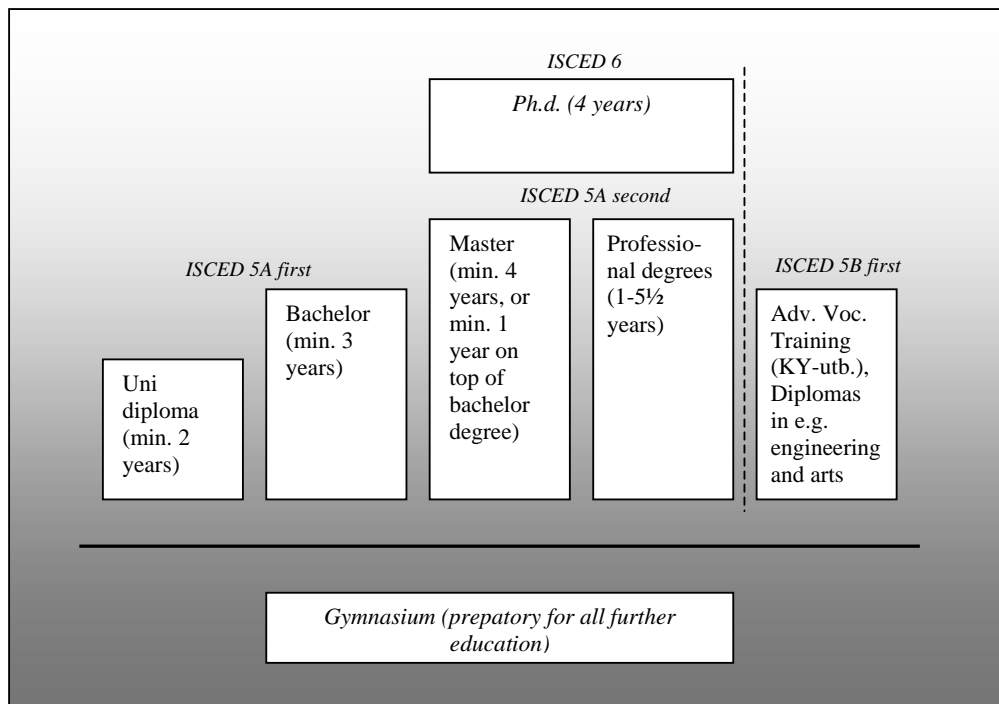 ISCED 6
Ph.d. (4 years)
ISCED 5A second
ISCED 5A first
Uni
diploma
(min. 2
years)
Bachelor
(min. 3
years)
Master
(min. 4
years, or
min. 1
year on
top of
bachelor
degree)
Professio-
nal degrees
(1-5½
years)
ISCED 5B first
Adv. Voc.
Training
(KY-utb.),
Diplomas
in e.g.
engineering
and arts
Gymnasium (prepatory for all further
education)